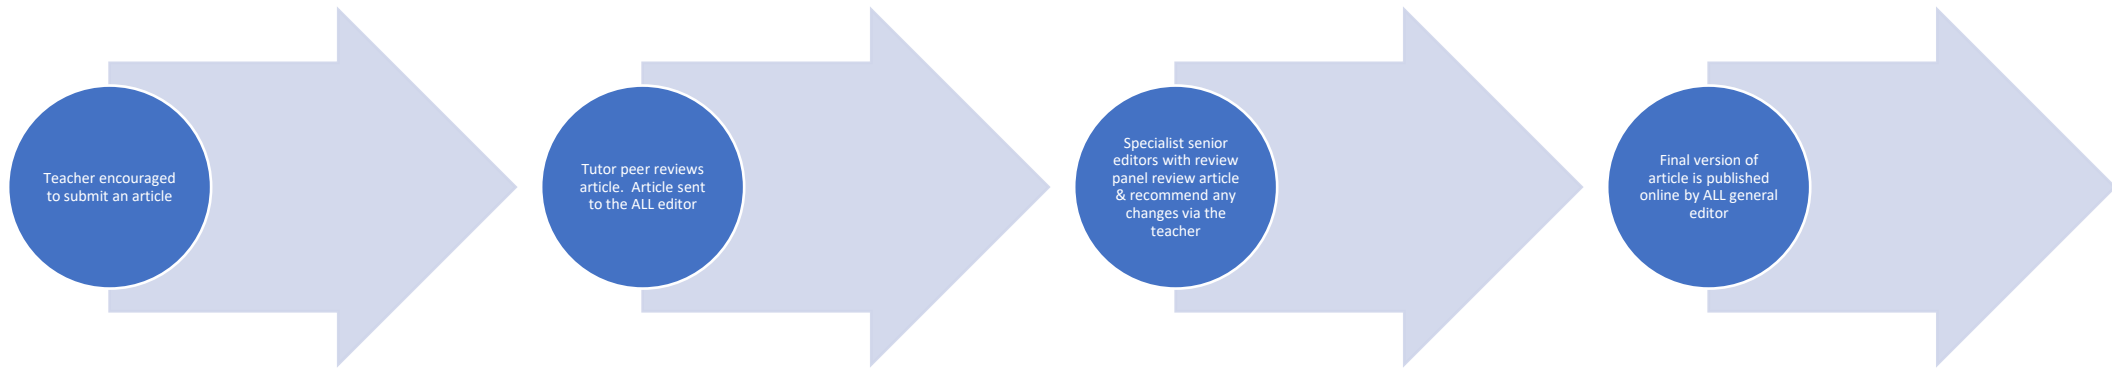 Teacher encouraged
to submit an article
Tutor peer reviews
article.  Article sent
to the ALL editor
Specialist senior
editors with review
panel review article
& recommend any
changes via the
teacher
Final version of
article is published
online by ALL general
editor